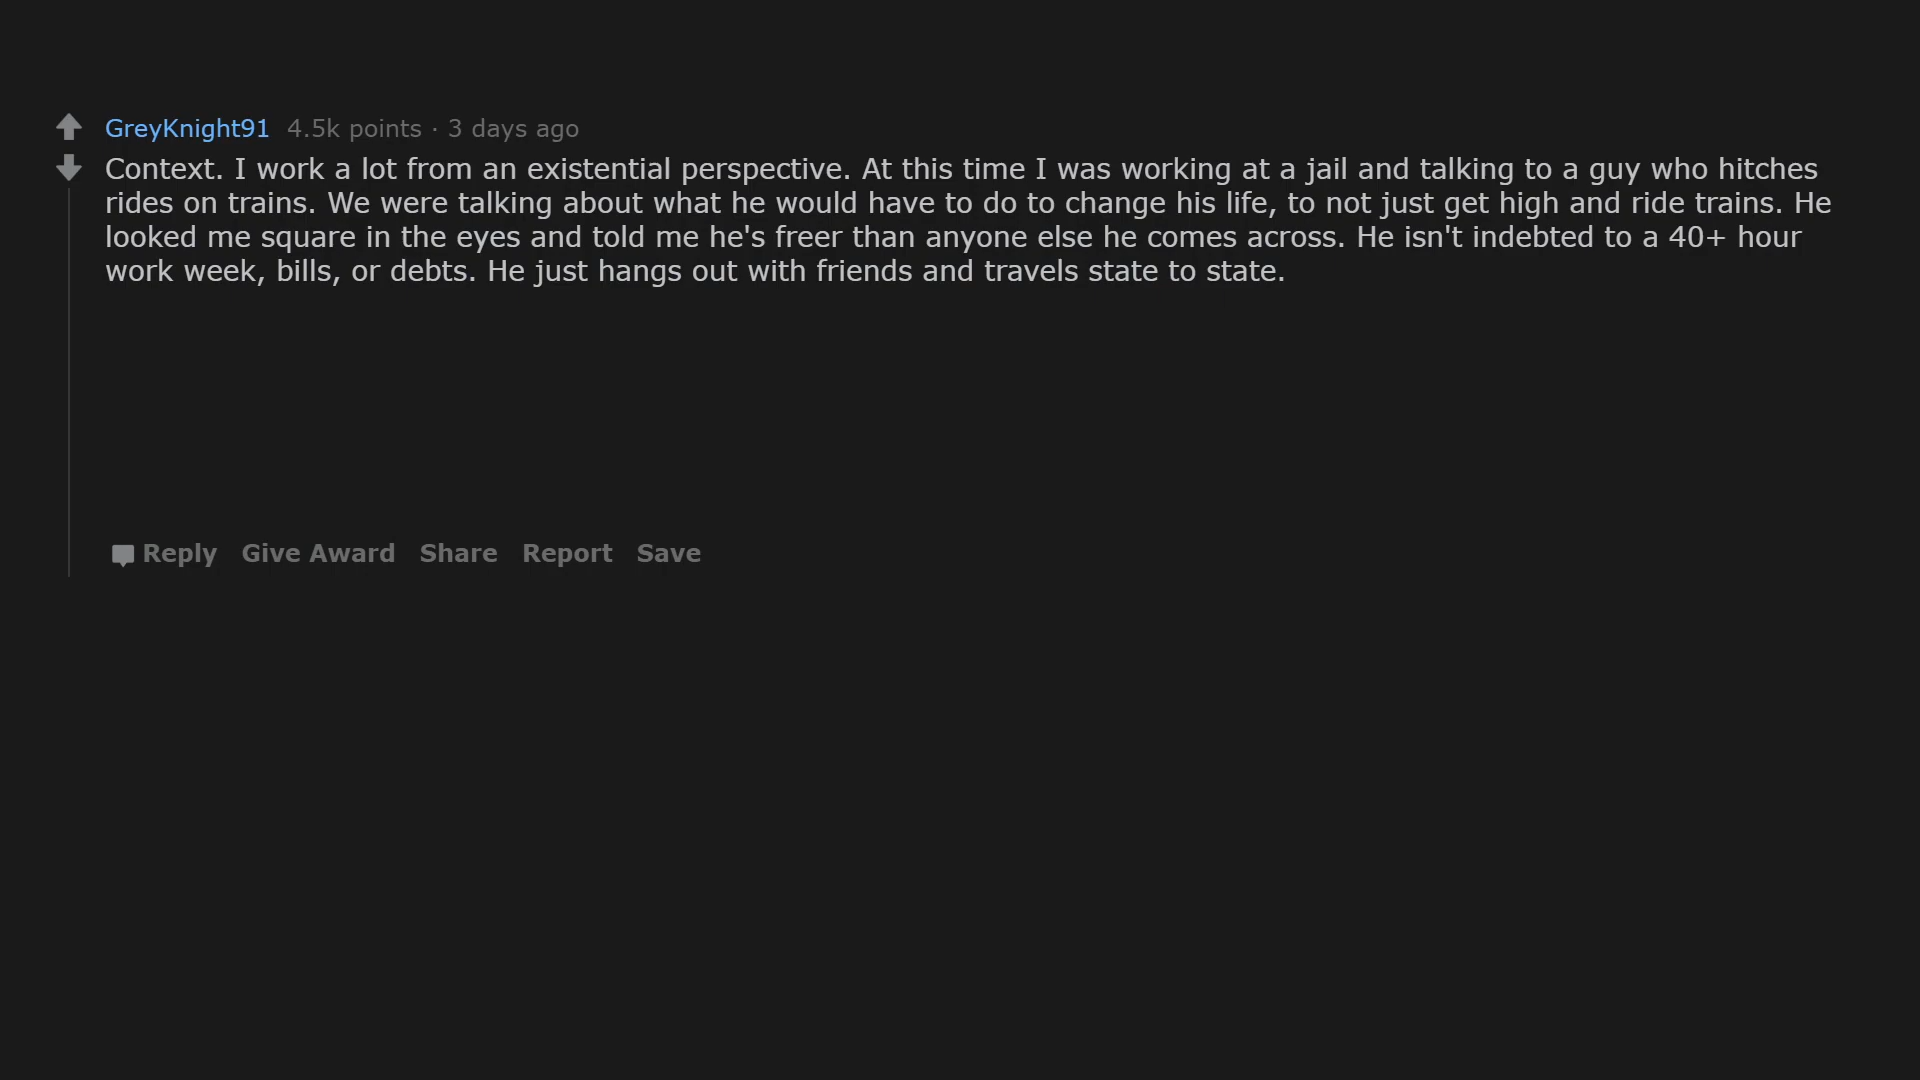 GreyKnight91 4.5k points · 3 days ago
Context. I work a lot from an existential perspective. At this time I was working at a jail and talking to a guy who hitches
rides on trains. We were talking about what he would have to do to change his life, to not just get high and ride trains. He
looked me square in the eyes and told me he's freer than anyone else he comes across. He isn't indebted to a 40+ hour
work week, bills, or debts. He just hangs out with friends and travels state to state.
Reply Give Award Share Report Save